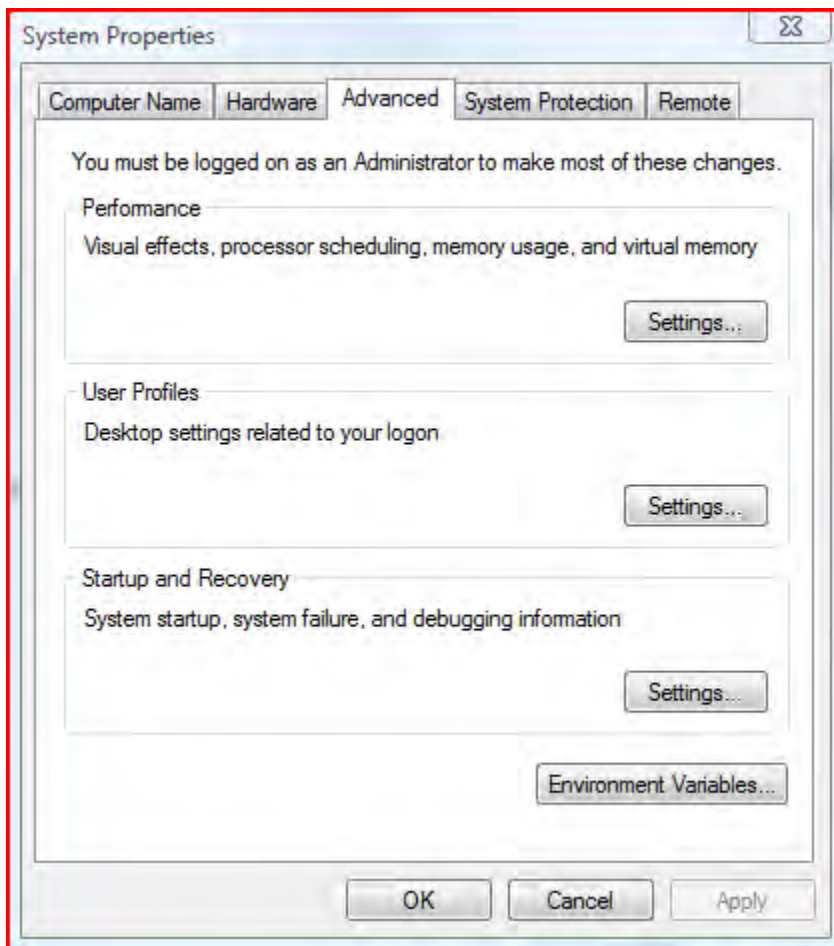 System Properties
Computer Name Hardware Advanced System Protection Remote
You must be logged on as an Administrator to make most of these changes.
Performance
Visual effects, processor scheduling, memory usage, and virtual memory
Settings...
User Profiles
Desktop settings related to your logon
Settings...
Startup and Recovery
System startup, system failure, and debugging information
Settings...
Environment Variables...
OK Cancel Apply